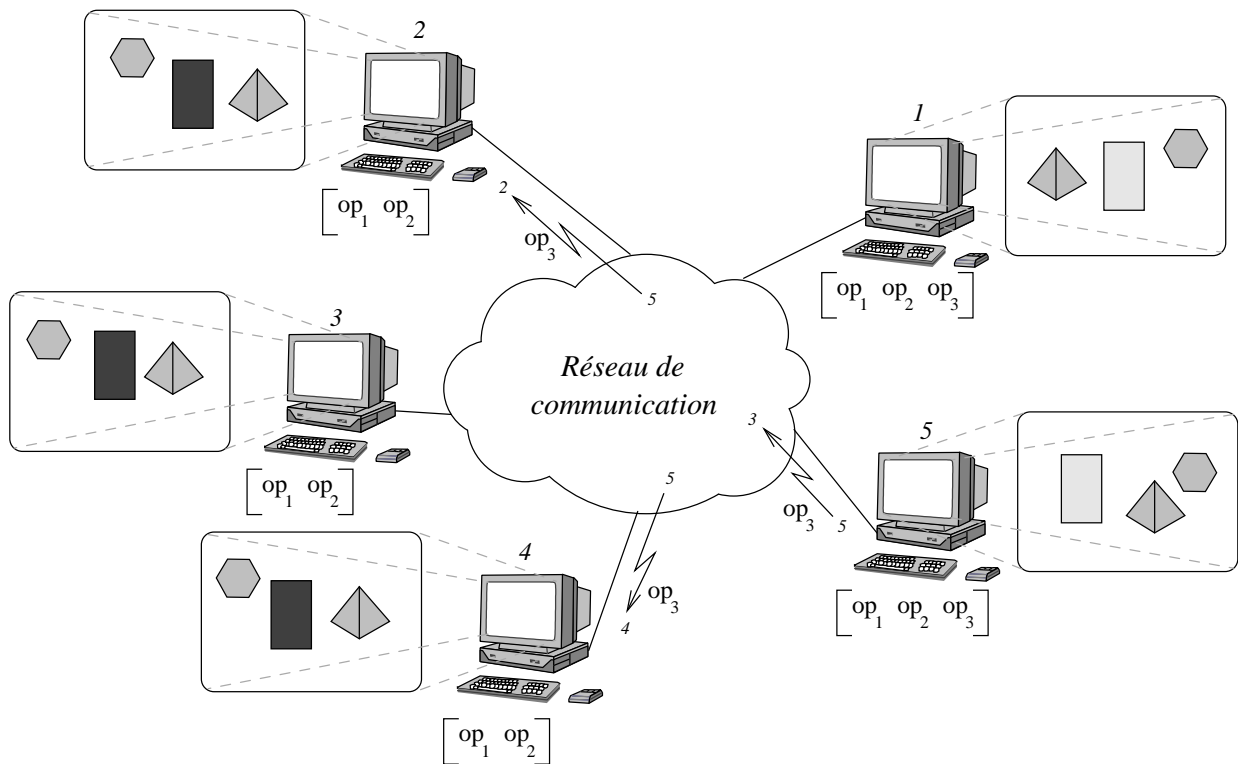 2
[op₁ op₂]
1
[op₁ op₂ op₃]
2
op₃
5
3
[op₁ op₂]
Réseau de
communication
3
op₃
5
5
[op₁ op₂ op₃]
4
[op₁ op₂]
5
op₃
4